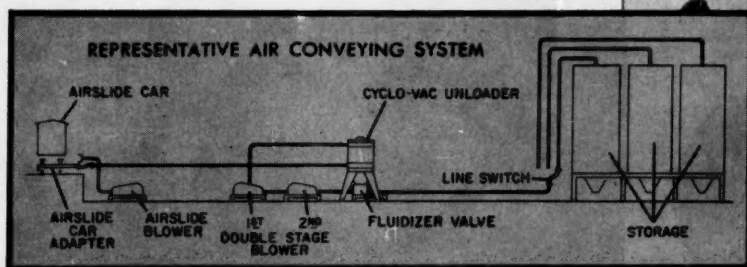 REPRESENTATIVE AIR CONVEYING SYSTEM
AIRSLIDE CAR
CYCLO-VAC UNLOADER
LINE SWITCH
AIRSLIDE
CAR
ADAPTER
AIRSLIDE
BLOWER
1ST 2ND
DOUBLE STAGE
BLOWER
FLUIDIZER VALVE
STORAGE